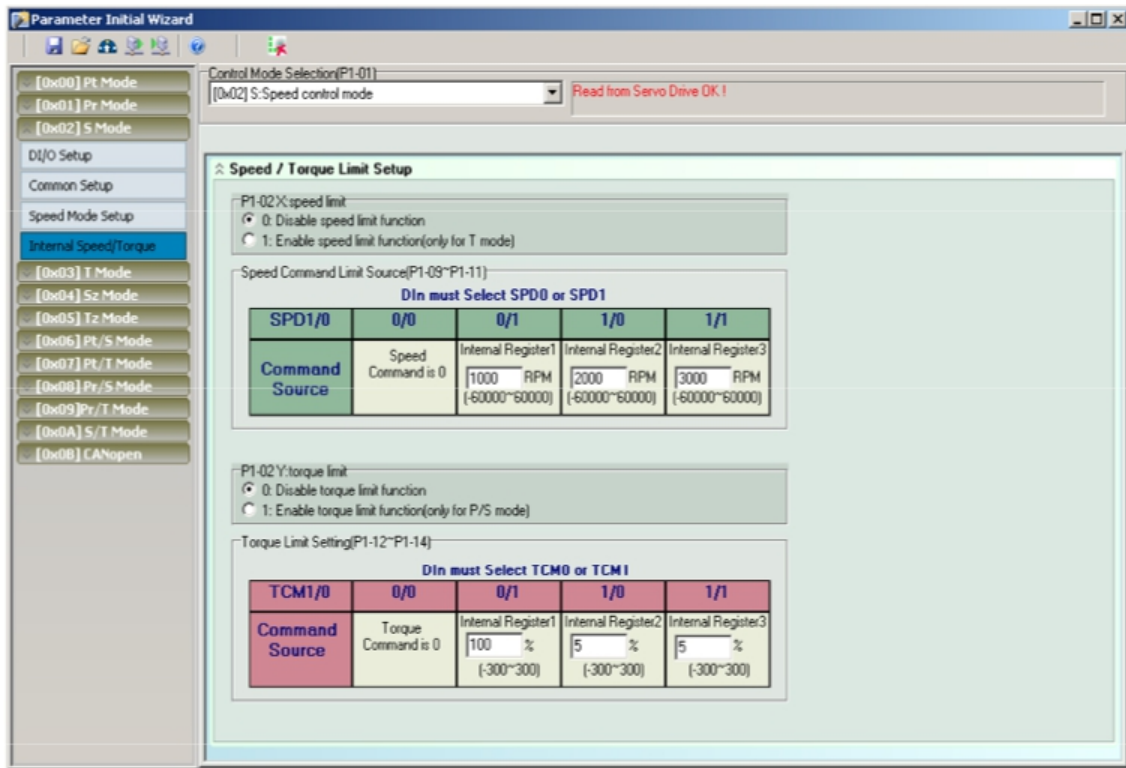 Parameter Initial Wizard
[0x00] Pt Mode
[0x01] Pr Mode
[0x02] S Mode
DI/O Setup
Common Setup
Speed Mode Setup
Internal Speed/Torque
[0x03] T Mode
[0x04] Sz Mode
[0x05] Tz Mode
[0x06] Pt/S Mode
[0x07] Pt/T Mode
[0x08] Pr/S Mode
[0x09]Pr/T Mode
[0x0A] S/T Mode
[0x0B] CANopen
Control Mode Selection(P1-01)
[0x02] S:Speed control mode
Read from Servo Drive OK !
Speed / Torque Limit Setup
P1-02 X:speed limit
0: Disable speed limit function
1: Enable speed limit function(only for T mode)
Speed Command Limit Source(P1-09~P1-11)
DIn must Select SPD0 or SPD1
SPD1/0 0/0 0/1 1/0 1/1
Command Source
Speed Command is 0
Internal Register1 1000 RPM (-60000~60000)
Internal Register2 2000 RPM (-60000~60000)
Internal Register3 3000 RPM (-60000~60000)
P1-02 Y:torque limit
0: Disable torque limit function
1: Enable torque limit function(only for P/S mode)
Torque Limit Setting(P1-12~P1-14)
DIn must Select TCM0 or TCM1
TCM1/0 0/0 0/1 1/0 1/1
Command Source
Torque Command is 0
Internal Register1 100 % (-300~300)
Internal Register2 5 % (-300~300)
Internal Register3 5 % (-300~300)